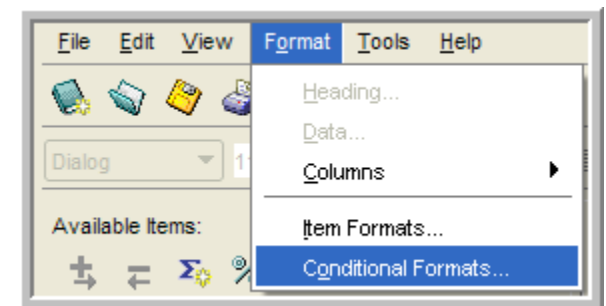 File Edit View Format Tools Help
Heading...
Data...
Dialog
Columns
Available Items:
Item Formats...
Conditional Formats...